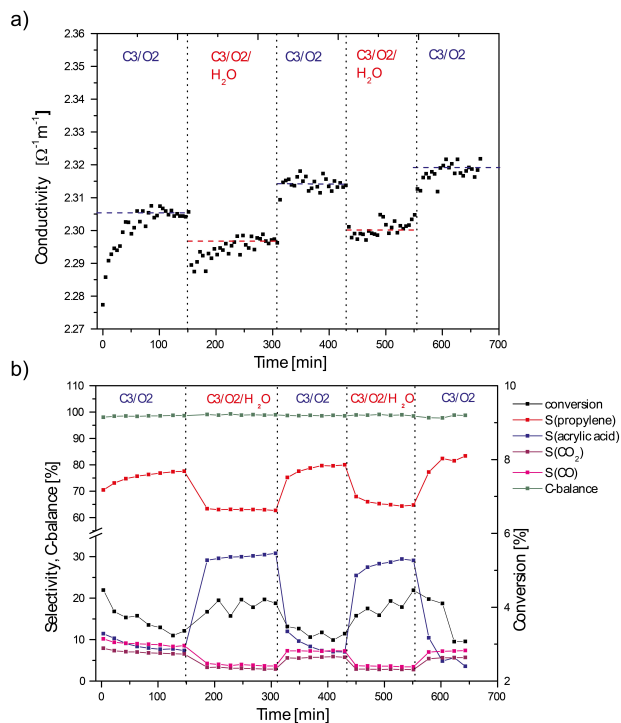 a)
2.36
2.35
2.34
2.33
2.32
2.31
2.30
2.29
2.28
2.27
Conductivity [Ω⁻¹m⁻¹]
C3/O2
C3/O2/
H₂O
C3/O2
C3/O2/
H₂O
C3/O2
0 100 200 300 400 500 600 700
Time [min]
b)
110
100
90
80
70
60
30
20
10
0
Selectivity, C-balance [%]
C3/O2 C3/O2/H₂O C3/O2 C3/O2/H₂O C3/O2
10
8
6
4
2
Conversion [%]
0 100 200 300 400 500 600 700
Time [min]
conversion
S(propylene)
S(acrylic acid)
S(CO₂)
S(CO)
C-balance